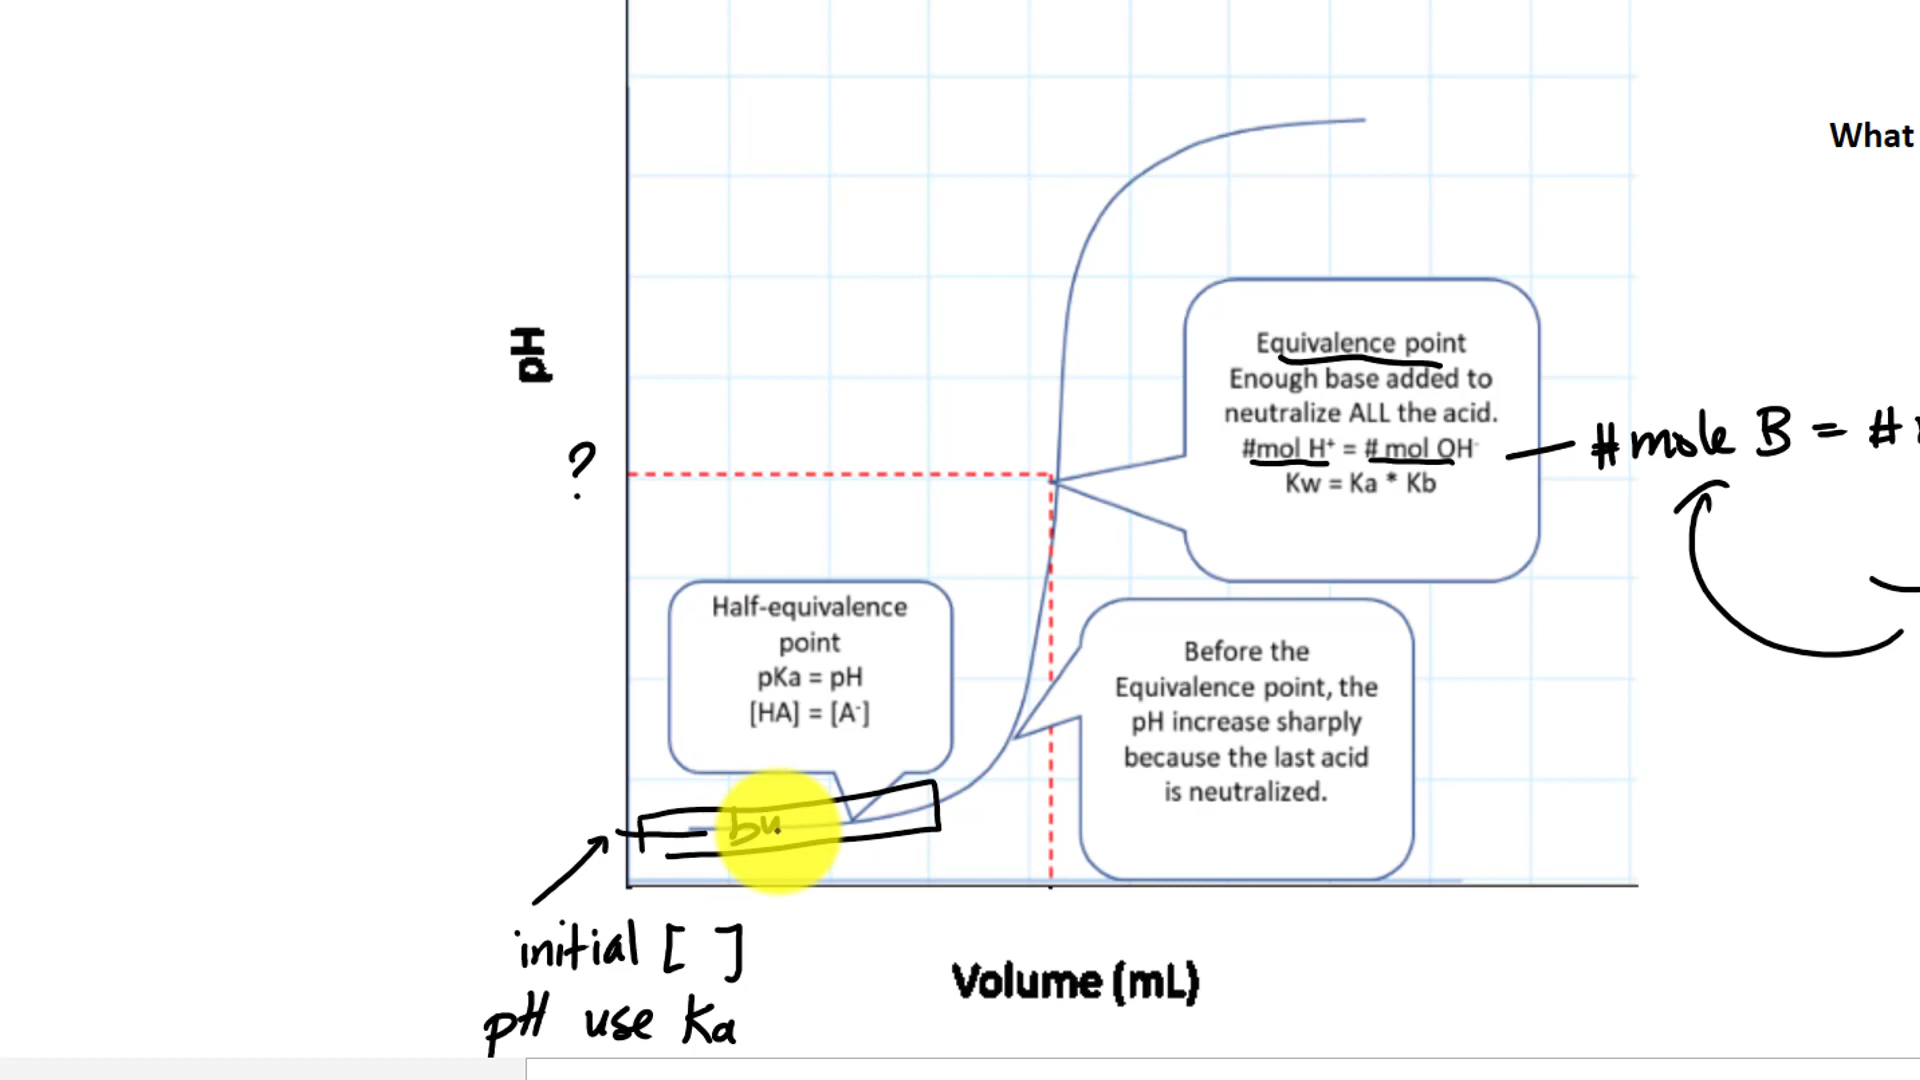 What
pH
?
Equivalence point
Enough base added to
neutralize ALL the acid.
#mol H⁺ = # mol OH⁻
Kw = Ka * Kb
#mole B = #
Half-equivalence
point
pKa = pH
[HA] = [A⁻]
Before the
Equivalence point, the
pH increase sharply
because the last acid
is neutralized.
bu
initial [ ]
pH use Ka
Volume (mL)